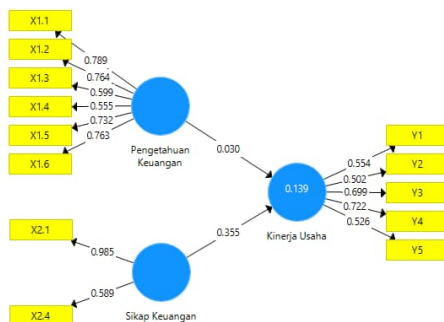 X1.1
X1.2
X1.3
X1.4
X1.5
X1.6
0.789
0.764
0.599
0.555
0.732
0.763
Pengetahuan
Keuangan
0.030
X2.1
X2.4
0.985
0.589
Sikap Keuangan
0.355
0.139
Kinerja Usaha
0.554
0.502
0.699
0.722
0.526
Y1
Y2
Y3
Y4
Y5